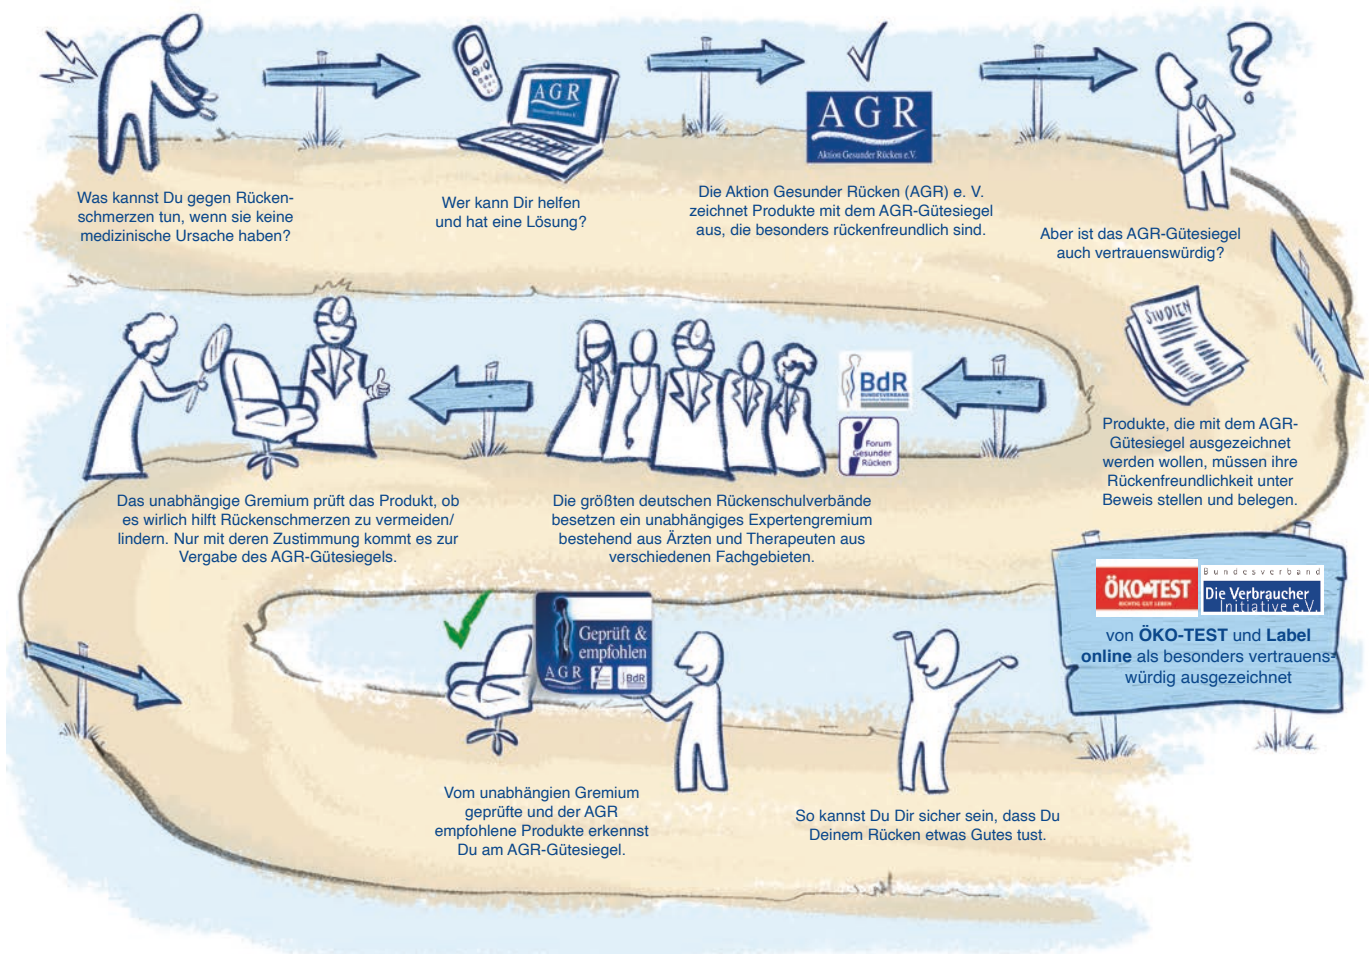 AGR
Was kannst Du gegen Rücken-
schmerzen tun, wenn sie keine
medizinische Ursache haben?
Wer kann Dir helfen
und hat eine Lösung?
AGR
Aktion Gesunder Rücken e.V.
Die Aktion Gesunder Rücken (AGR) e. V.
zeichnet Produkte mit dem AGR-Gütesiegel
aus, die besonders rückenfreundlich sind.
?
Aber ist das AGR-Gütesiegel
auch vertrauenswürdig?
STUDIEN
Produkte, die mit dem AGR-
Gütesiegel ausgezeichnet
werden wollen, müssen ihre
Rückenfreundlichkeit unter
Beweis stellen und belegen.
BdR
BUNDESVERBAND
Forum
Gesunder
Rücken
Die größten deutschen Rückenschulverbände
besetzen ein unabhängiges Expertengremium
bestehend aus Ärzten und Therapeuten aus
verschiedenen Fachgebieten.
Das unabhängige Gremium prüft das Produkt, ob
es wirlich hilft Rückenschmerzen zu vermeiden/
lindern. Nur mit deren Zustimmung kommt es zur
Vergabe des AGR-Gütesiegels.
ÖKO-TEST
RICHTIG GUT LEBEN
Bundesverband
Die Verbraucher
Initiative e.V.
von ÖKO-TEST und Label
online als besonders vertrauens-
würdig ausgezeichnet
Geprüft &
empfohlen
AGR
BdR
Vom unabhängien Gremium
geprüfte und der AGR
empfohlene Produkte erkennst
Du am AGR-Gütesiegel.
So kannst Du Dir sicher sein, dass Du
Deinem Rücken etwas Gutes tust.